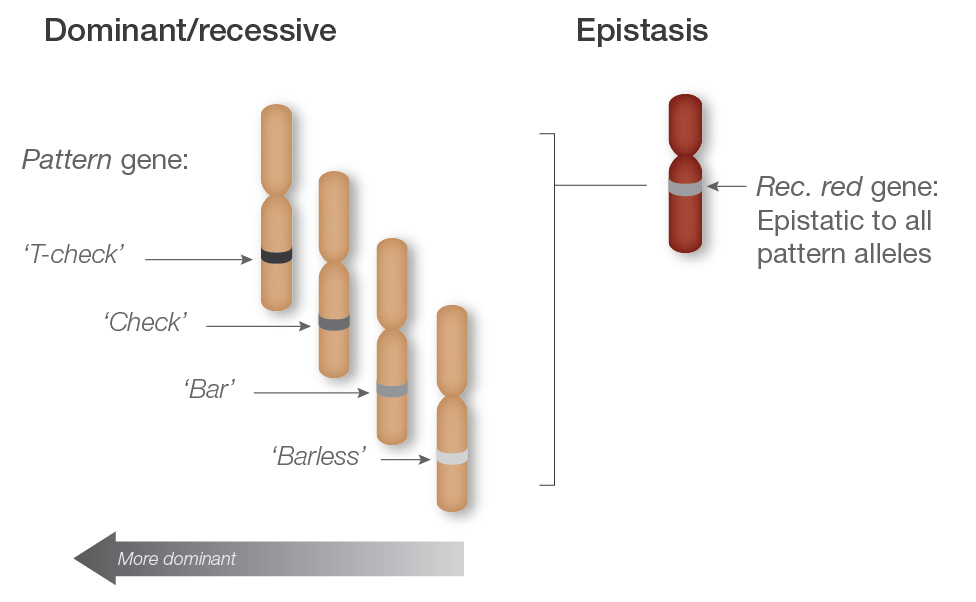 Dominant/recessive
Epistasis
Pattern gene:
‘T-check’
‘Check’
‘Bar’
‘Barless’
More dominant
Rec. red gene:
Epistatic to all
pattern alleles